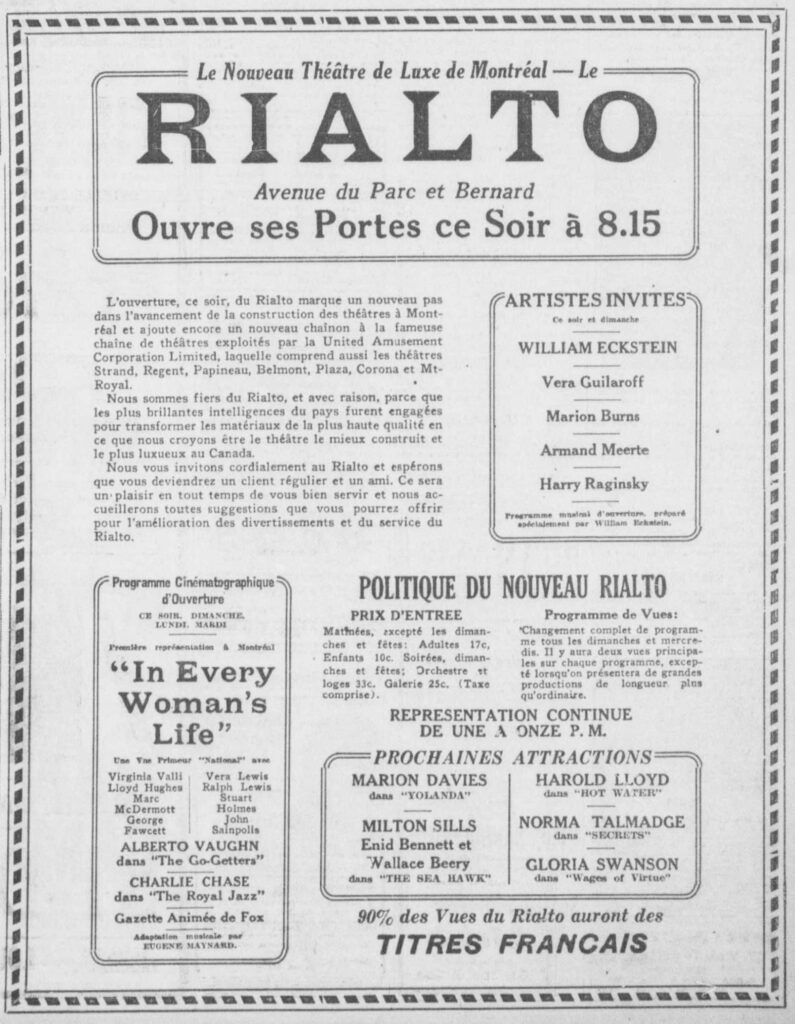 Le Nouveau Théâtre de Luxe de Montréal — Le
RIALTO
Avenue du Parc et Bernard
Ouvre ses Portes ce Soir à 8.15
L'ouverture, ce soir, du Rialto marque un nouveau pas
dans l'avancement de la construction des théâtres à Mont-
réal et ajoute encore un nouveau chaînon à la fameuse
chaîne de théâtres exploités par la United Amusement
Corporation Limited, laquelle comprend aussi les théâtres
Strand, Regent, Papineau, Belmont, Plaza, Corona et Mt-
Royal.
Nous sommes fiers du Rialto, et avec raison, parce que
les plus brillantes intelligences du pays furent engagées
pour transformer les matériaux de la plus haute qualité en
ce que nous croyons être le théâtre le mieux construit et
le plus luxueux au Canada.
Nous vous invitons cordialement au Rialto et espérons
que vous deviendrez un client régulier et un ami. Ce sera
un plaisir en tout temps de vous bien servir et nous ac-
cueillerons toutes suggestions que vous pourrez offrir
pour l'amélioration des divertissements et du service du
Rialto.
ARTISTES INVITES
Ce soir et dimanche
WILLIAM ECKSTEIN
Vera Guilaroff
Marion Burns
Armand Meerte
Harry Raginsky
Programme musical d'ouverture, préparé
spécialement par William Eckstein.
Programme Cinématographique
d'Ouverture
CE SOIR, DIMANCHE,
LUNDI, MARDI
Première représentation à Montréal
"In Every
Woman's
Life"
Une Vue Primeur "National" avec
Virginia Valli
Lloyd Hughes
Marc
McDermott
George
Fawcett
Vera Lewis
Ralph Lewis
Stuart
Holmes
John
Sainpolis
ALBERTO VAUGHN
dans "The Go-Getters"
CHARLIE CHASE
dans "The Royal Jazz"
Gazette Animée de Fox
Adaptation musicale par
EUGENE MAYNARD.
POLITIQUE DU NOUVEAU RIALTO
PRIX D'ENTREE
Matinées, excepté les diman-
ches et fêtes: Adultes 17c,
Enfants 10c. Soirées, diman-
ches et fêtes; Orchestre et
loges 33c. Galerie 25c. (Taxe
comprise).
Programme de Vues:
Changement complet de program-
me tous les dimanches et mercre-
dis. Il y aura deux vues principa-
les sur chaque programme, excep-
té lorsqu'on présentera de grandes
productions de longueur plus
qu'ordinaire.
REPRESENTATION CONTINUE
DE UNE A ONZE P. M.
PROCHAINES ATTRACTIONS
MARION DAVIES
dans "YOLANDA"
MILTON SILLS
Enid Bennett et
Wallace Beery
dans "THE SEA HAWK"
HAROLD LLOYD
dans "HOT WATER"
NORMA TALMADGE
dans "SECRETS"
GLORIA SWANSON
dans "Wages of Virtue"
90% des Vues du Rialto auront des
TITRES FRANCAIS